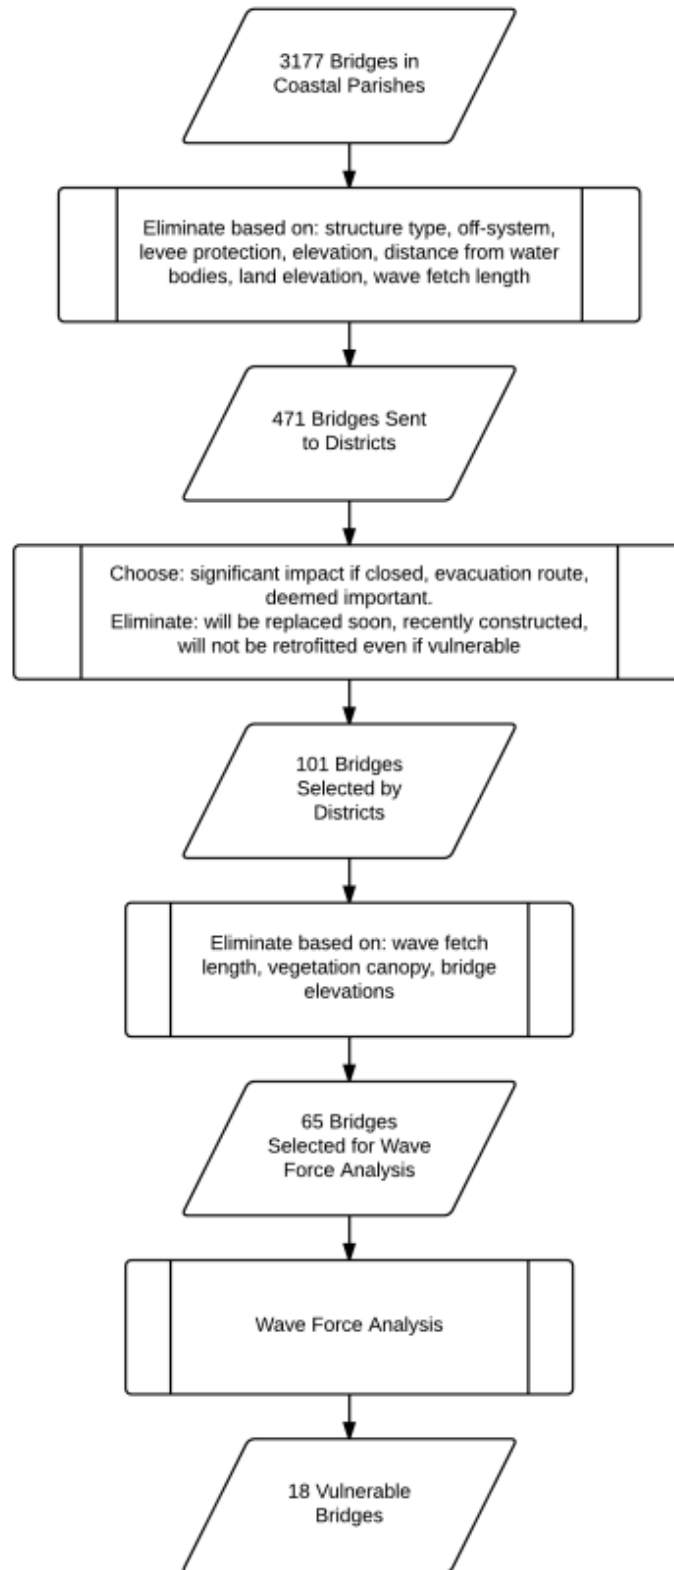 3177 Bridges in
Coastal Parishes
Eliminate based on: structure type, off-system,
levee protection, elevation, distance from water
bodies, land elevation, wave fetch length
471 Bridges Sent
to Districts
Choose: significant impact if closed, evacuation route,
deemed important.
Eliminate: will be replaced soon, recently constructed,
will not be retrofitted even if vulnerable
101 Bridges
Selected by
Districts
Eliminate based on: wave fetch
length, vegetation canopy, bridge
elevations
65 Bridges
Selected for Wave
Force Analysis
Wave Force Analysis
18 Vulnerable
Bridges